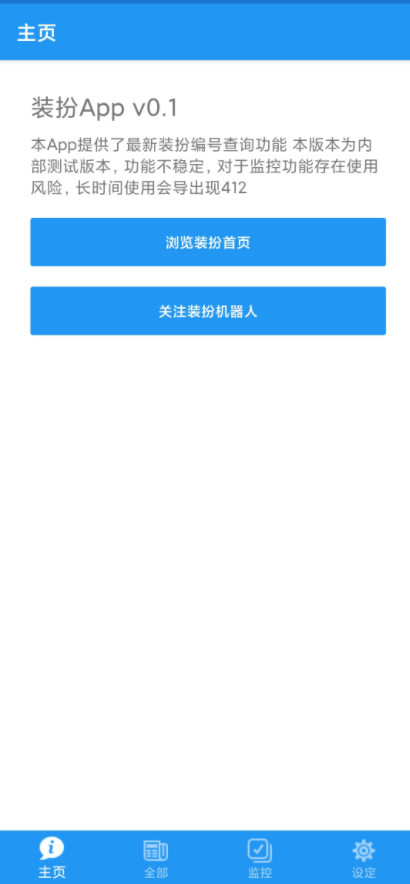 主页
装扮App v0.1
本App提供了最新装扮编号查询功能 本版本为内
部测试版本，功能不稳定，对于监控功能存在使用
风险，长时间使用会导出现412
浏览装扮首页
关注装扮机器人
主页
全部
监控
设定